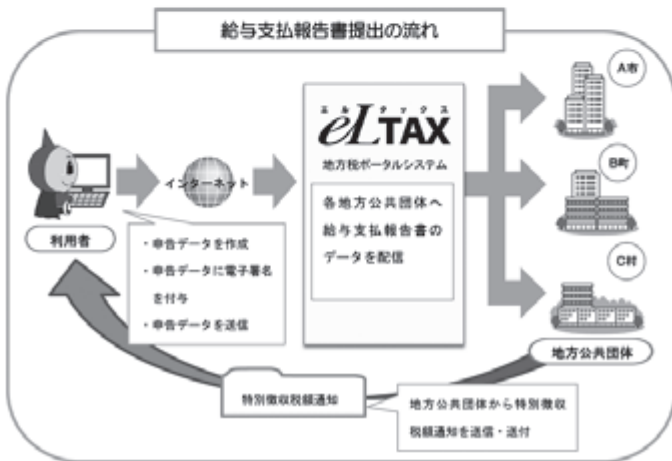 給与支払報告書提出の流れ
エルタックス
eLTAX
地方税ポータルシステム
各地方公共団体へ
給与支払報告書の
データを配信
インターネット
利用者
・申告データを作成
・申告データに電子署名
を付与
・申告データを送信
A市
B町
C村
地方公共団体
特別徴収税額通知
地方公共団体から特別徴収
税額通知を送信・送付